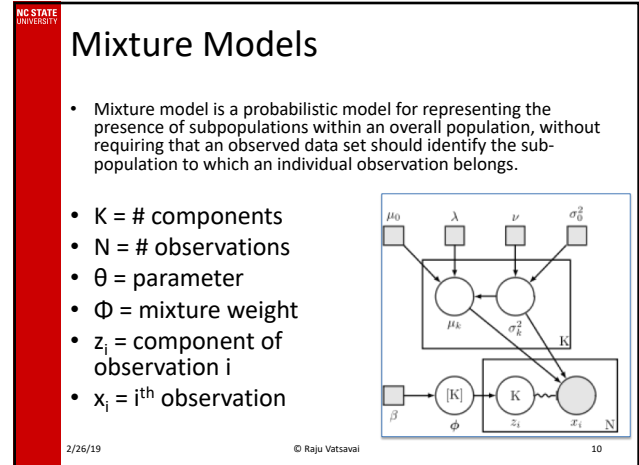 NC STATE
UNIVERSITY
Mixture Models
• Mixture model is a probabilistic model for representing the
presence of subpopulations within an overall population, without
requiring that an observed data set should identify the sub-
population to which an individual observation belongs.
• K = # components
• N = # observations
• θ = parameter
• Φ = mixture weight
• zᵢ = component of
observation i
• xᵢ = iᵗʰ observation
μ₀ λ ν σ₀²
μₖ σₖ²
K
[K] K
β ϕ zᵢ xᵢ N
2/26/19 © Raju Vatsavai 10